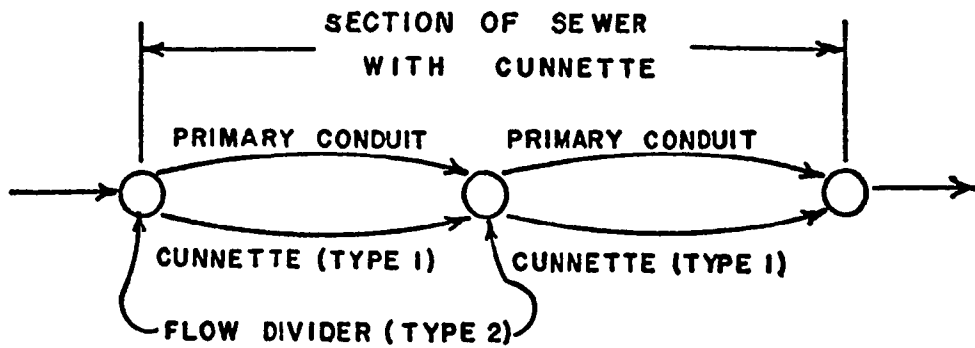 SECTION OF SEWER
WITH CUNNETTE
PRIMARY CONDUIT
PRIMARY CONDUIT
CUNNETTE (TYPE 1)
CUNNETTE (TYPE 1)
FLOW DIVIDER (TYPE 2)